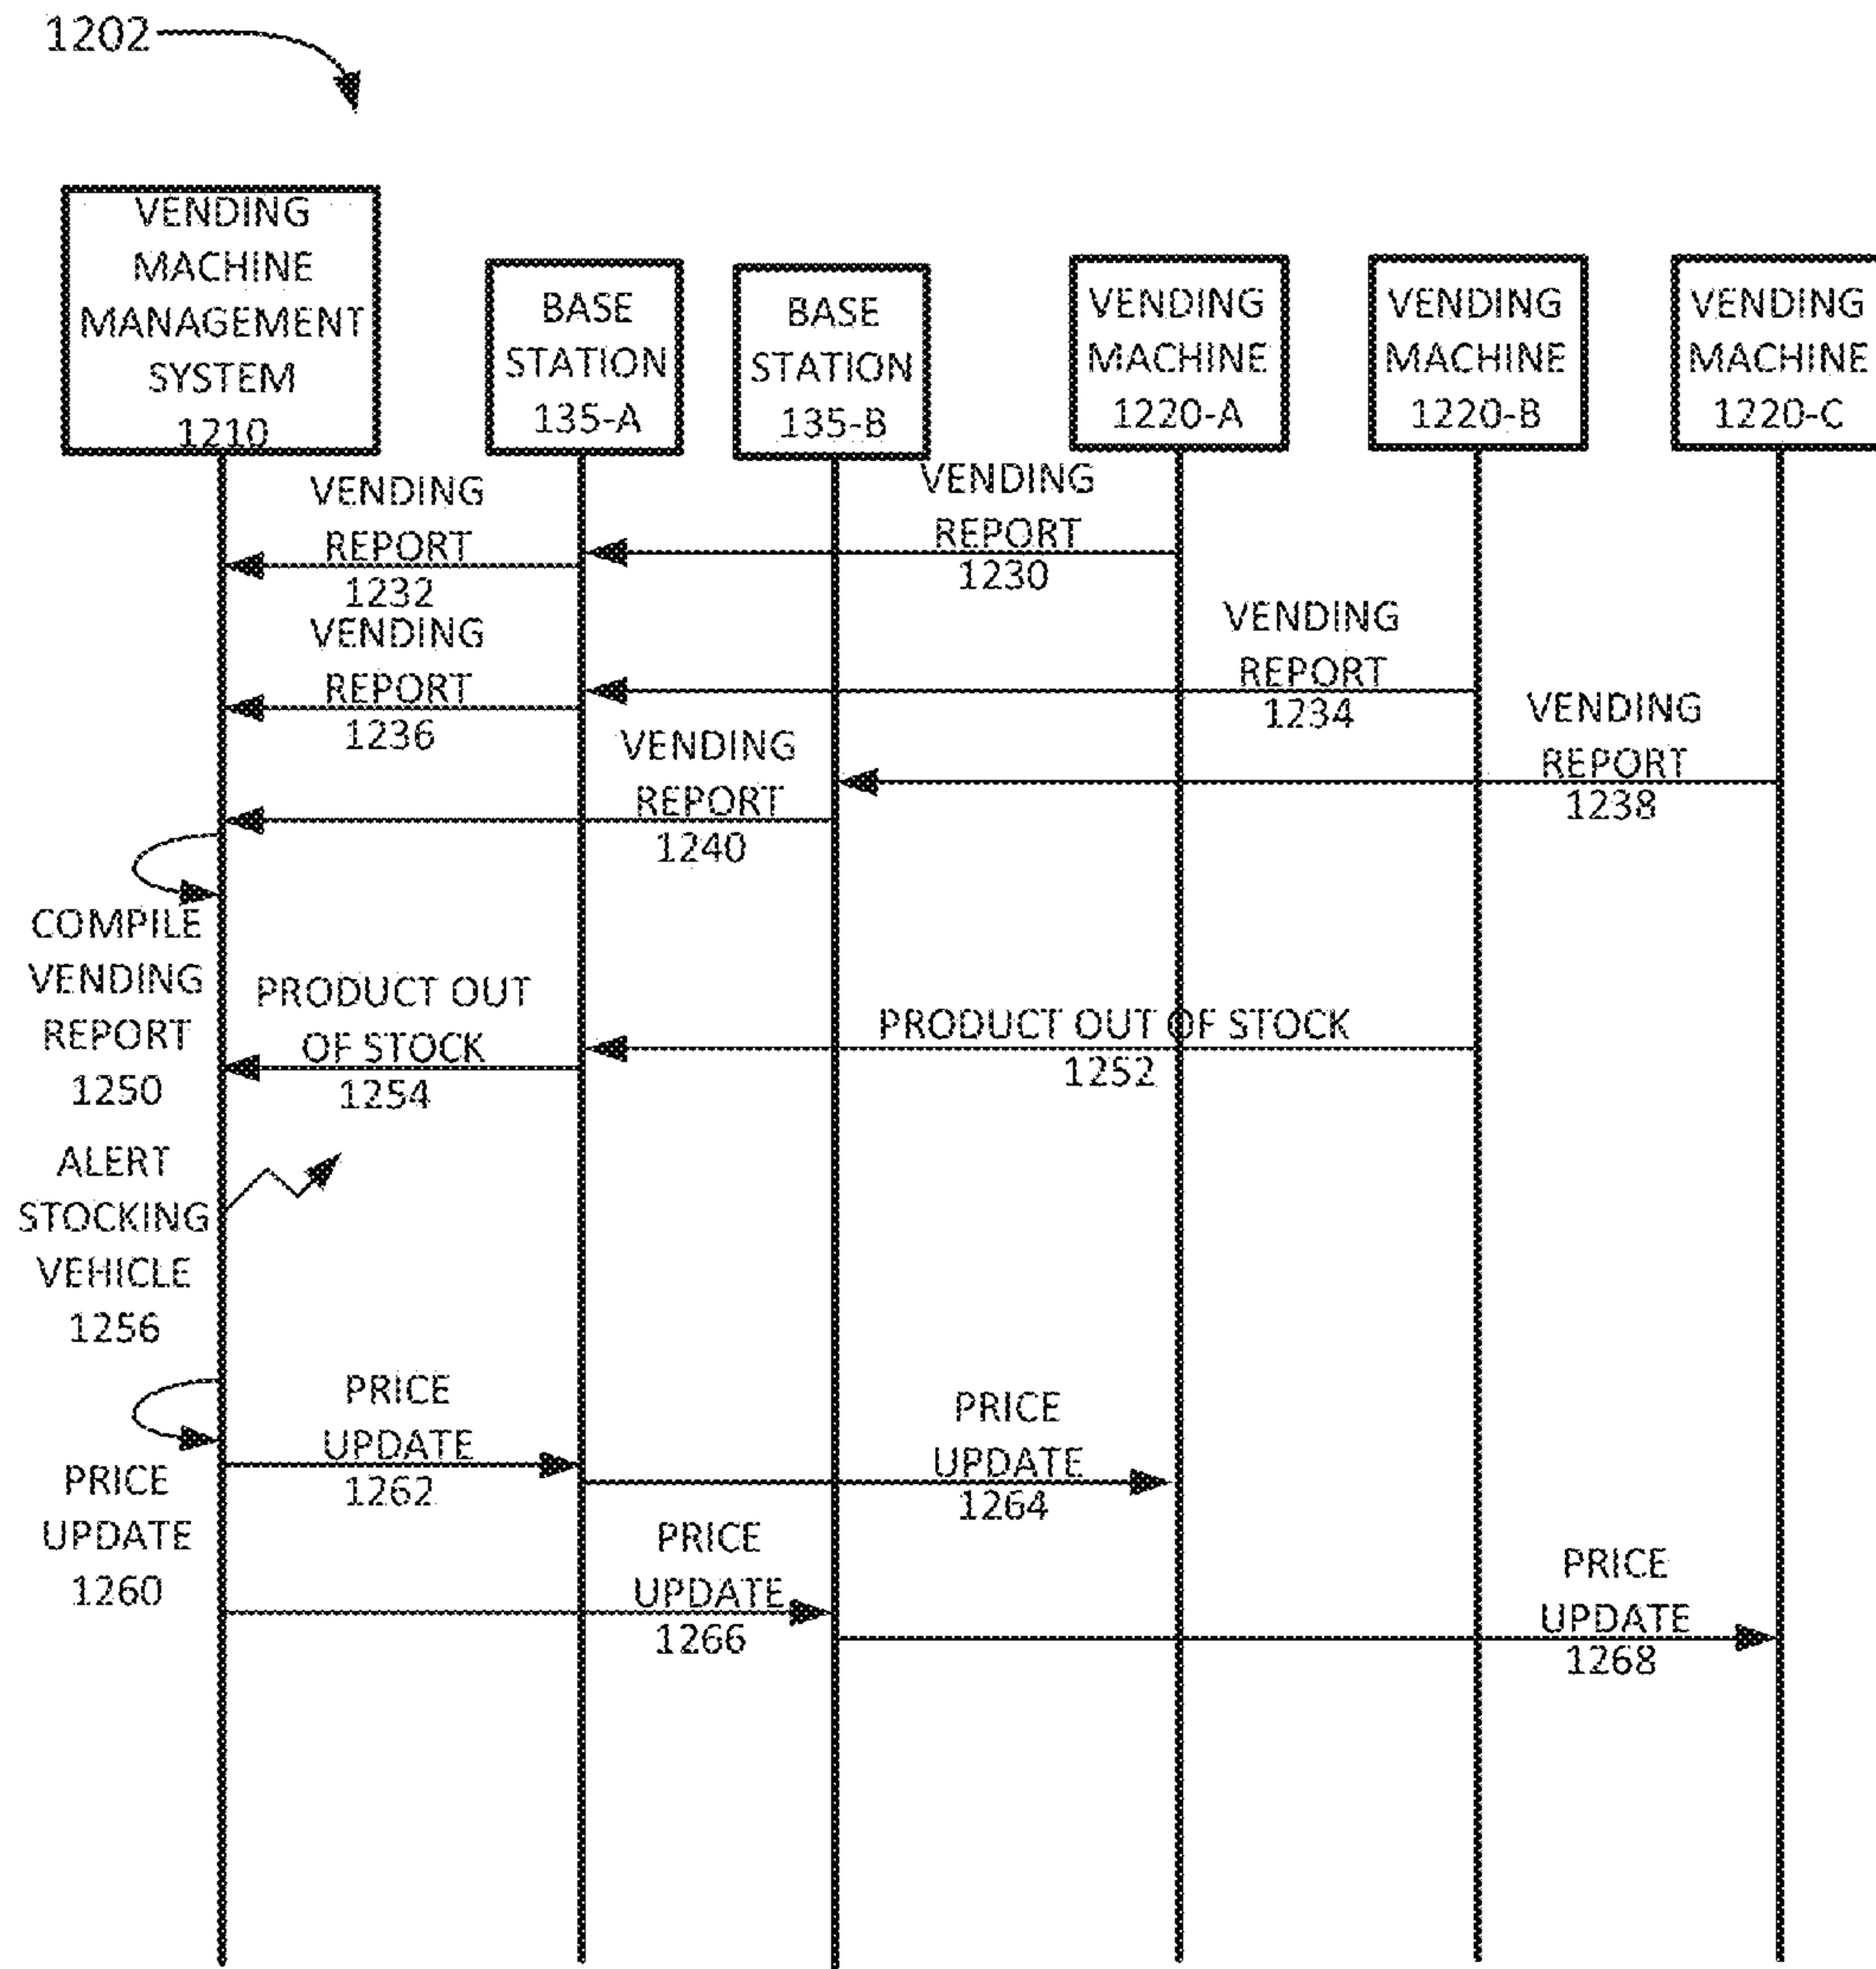 1202
VENDING
MACHINE
MANAGEMENT
SYSTEM
1210
BASE
STATION
135-A
BASE
STATION
135-B
VENDING
MACHINE
1220-A
VENDING
MACHINE
1220-B
VENDING
MACHINE
1220-C
VENDING
REPORT
1230
VENDING
REPORT
1232
VENDING
REPORT
1234
VENDING
REPORT
1236
VENDING
REPORT
1238
VENDING
REPORT
1240
COMPILE
VENDING
REPORT
1250
PRODUCT OUT OF STOCK
1252
PRODUCT OUT
OF STOCK
1254
ALERT
STOCKING
VEHICLE
1256
PRICE
UPDATE
1260
PRICE
UPDATE
1262
PRICE
UPDATE
1264
PRICE
UPDATE
1266
PRICE
UPDATE
1268